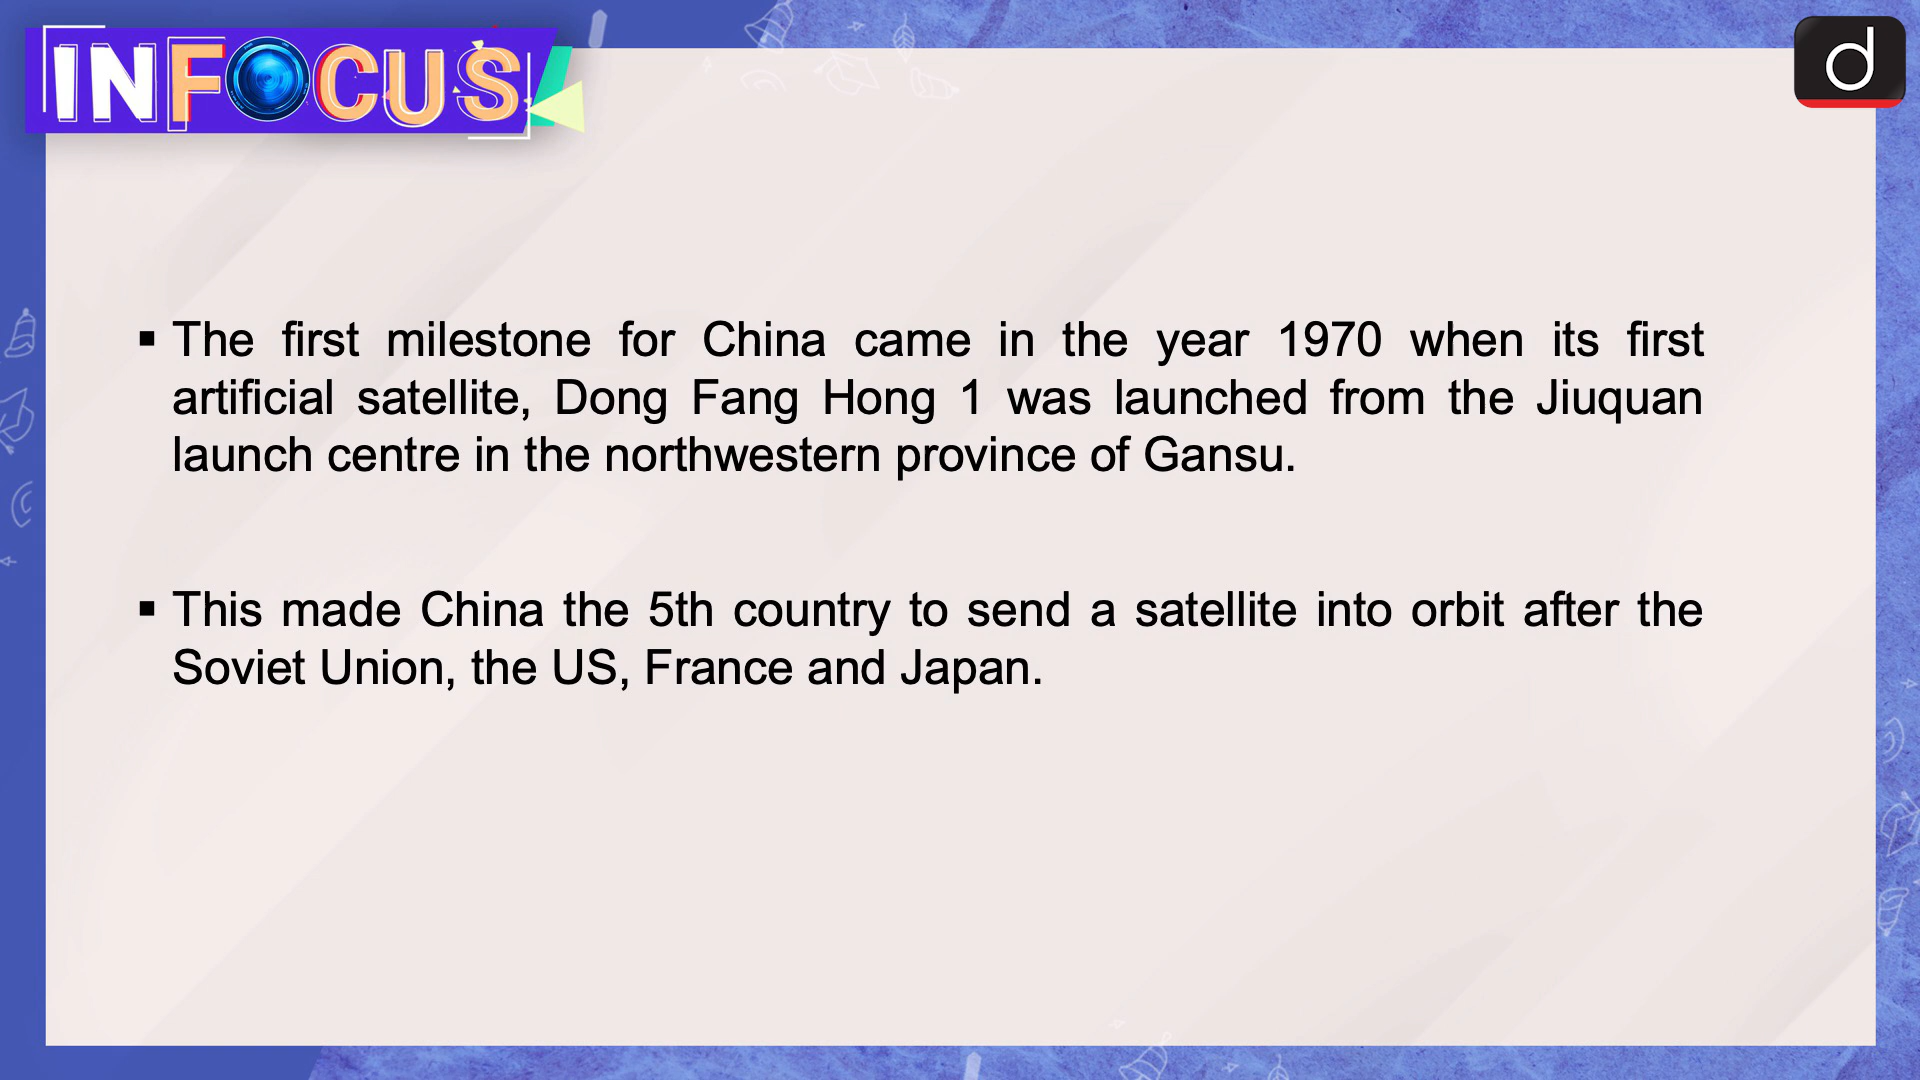 INFOCUS
d
▪ The first milestone for China came in the year 1970 when its first
artificial satellite, Dong Fang Hong 1 was launched from the Jiuquan
launch centre in the northwestern province of Gansu.
▪ This made China the 5th country to send a satellite into orbit after the
Soviet Union, the US, France and Japan.